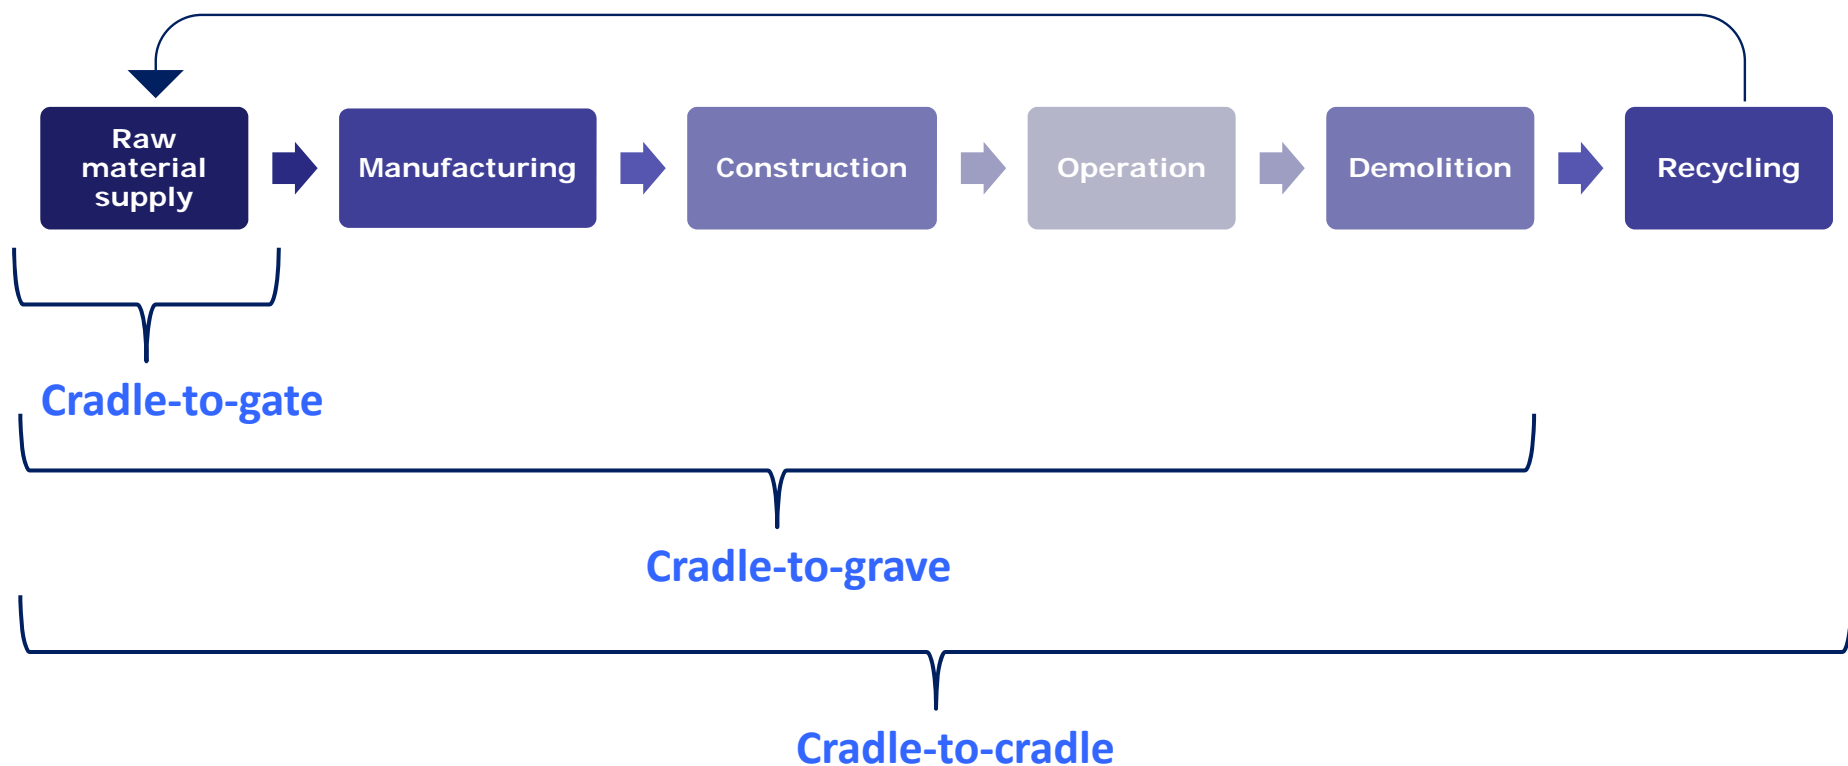 Raw
material
supply
Manufacturing
Construction
Operation
Demolition
Recycling
Cradle-to-gate
Cradle-to-grave
Cradle-to-cradle